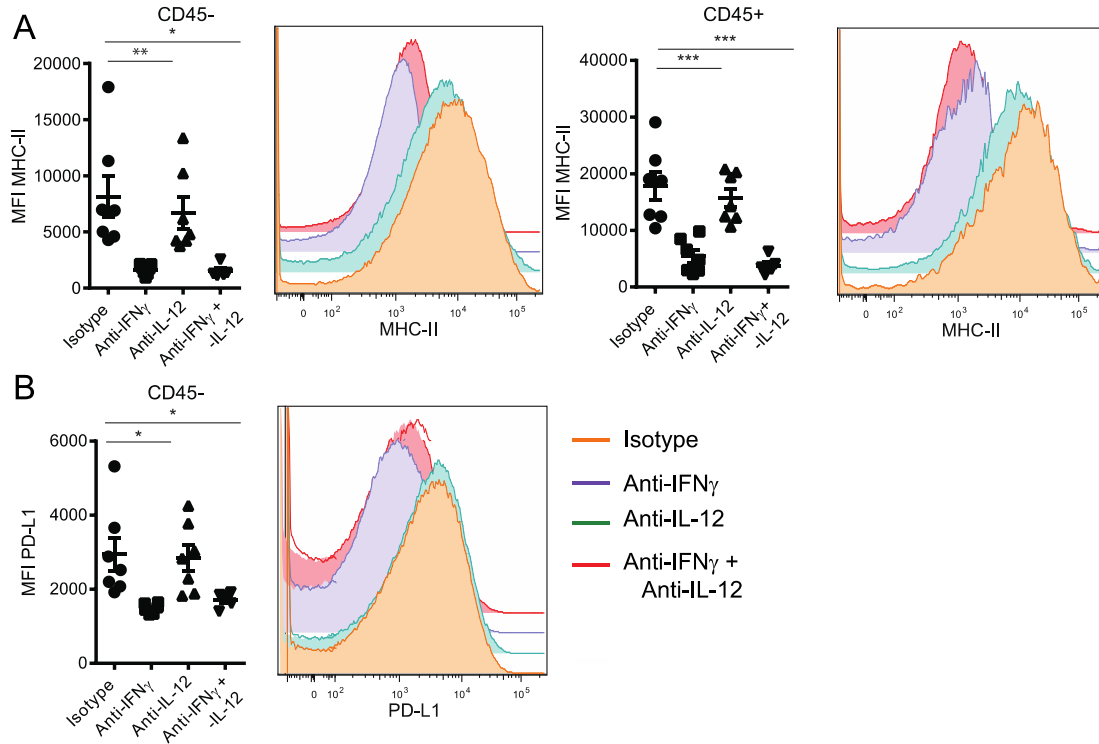 A
CD45-
*
**
20000
15000
10000
5000
0
MFI MHC-II
Isotype
Anti-IFNγ
Anti-IL-12
Anti-IFNγ +
-IL-12
0 10² 10³ 10⁴ 10⁵
MHC-II
CD45+
***
***
40000
30000
20000
10000
0
MFI MHC-II
Isotype
Anti-IFNγ
Anti-IL-12
Anti-IFNγ +
-IL-12
0 10² 10³ 10⁴ 10⁵
MHC-II
B
CD45-
*
*
6000
4000
2000
0
MFI PD-L1
Isotype
Anti-IFNγ
Anti-IL-12
Anti-IFNγ +
-IL-12
0 10² 10³ 10⁴ 10⁵
PD-L1
Isotype
Anti-IFNγ
Anti-IL-12
Anti-IFNγ +
Anti-IL-12